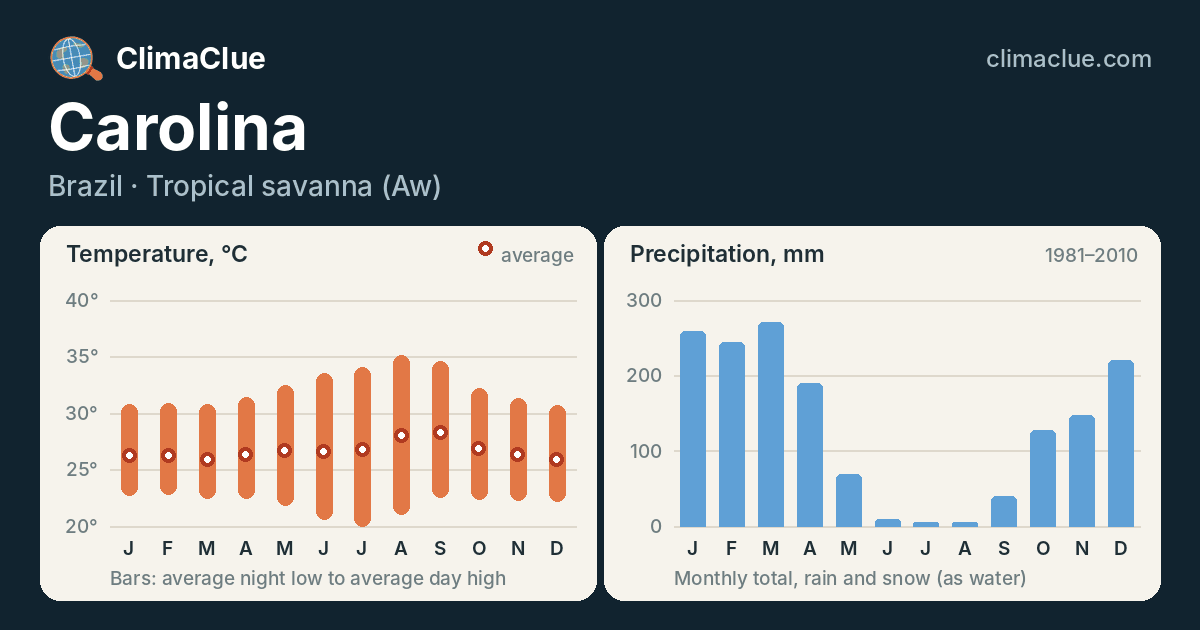 ClimaClue
climaclue.com
Carolina
Brazil · Tropical savanna (Aw)
Temperature, °C
average
40°
35°
30°
25°
20°
J F M A M J J A S O N D
Bars: average night low to average day high
Precipitation, mm
1981–2010
300
200
100
0
J F M A M J J A S O N D
Monthly total, rain and snow (as water)